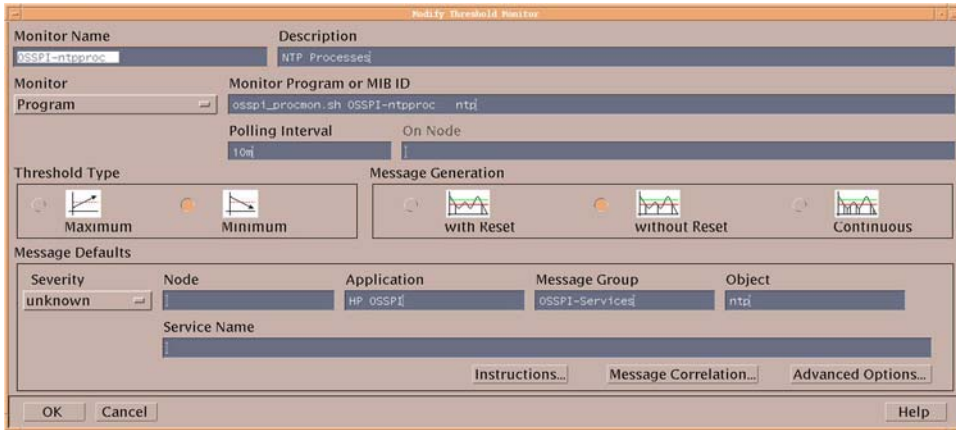 Modify Threshold Monitor
Monitor Name Description
OSSPI-ntpproc NTP Processes
Monitor Monitor Program or MIB ID
Program osspi_procmon.sh OSSPI-ntpproc ntp
Polling Interval On Node
10m
Threshold Type Message Generation
Maximum Minimum with Reset without Reset Continuous
Message Defaults
Severity Node Application Message Group Object
unknown HP OSSPI OSSPI-Services ntp
Service Name
Instructions... Message Correlation... Advanced Options...
OK Cancel Help